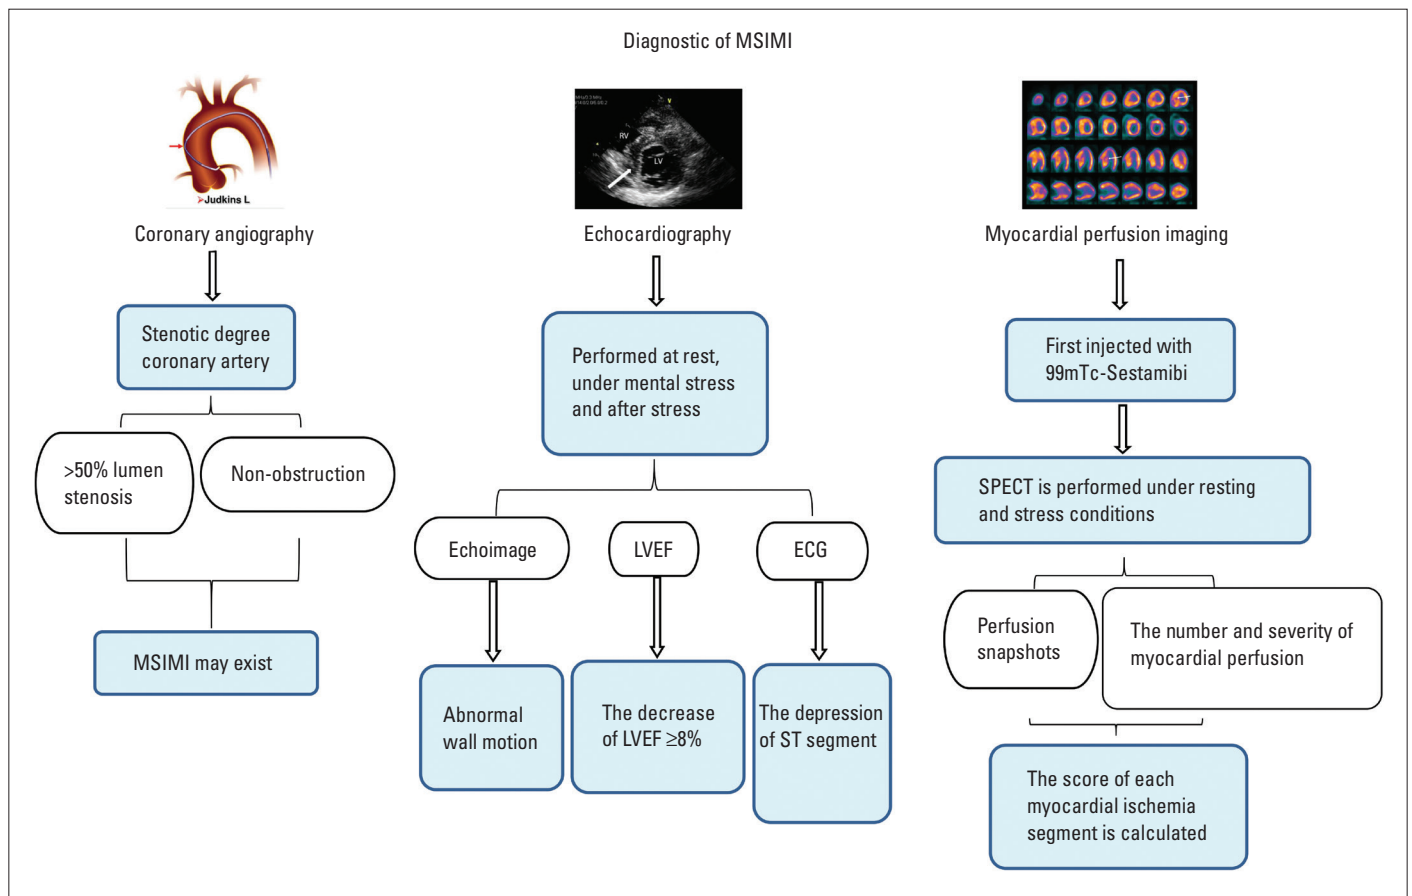 Diagnostic of MSIMI
Judkins L
Coronary angiography
Stenotic degree
coronary artery
>50% lumen
stenosis
Non-obstruction
MSIMI may exist
V
RV
LV
Echocardiography
Performed at rest,
under mental stress
and after stress
Echoimage
LVEF
ECG
Abnormal
wall motion
The decrease
of LVEF ≥8%
The depression
of ST segment
Myocardial perfusion imaging
First injected with
99mTc-Sestamibi
SPECT is performed under resting
and stress conditions
Perfusion
snapshots
The number and severity of
myocardial perfusion
The score of each
myocardial ischemia
segment is calculated